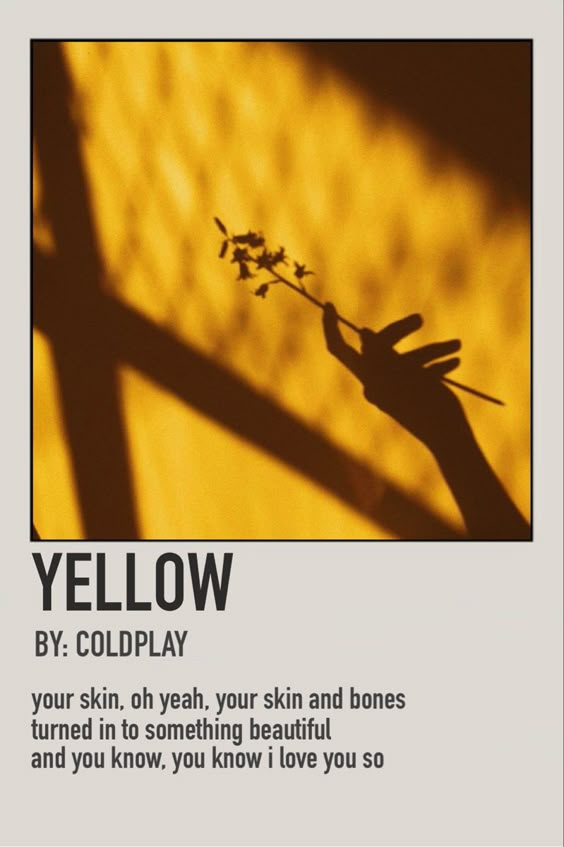 YELLOW
BY: COLDPLAY
your skin, oh yeah, your skin and bones
turned in to something beautiful
and you know, you know i love you so